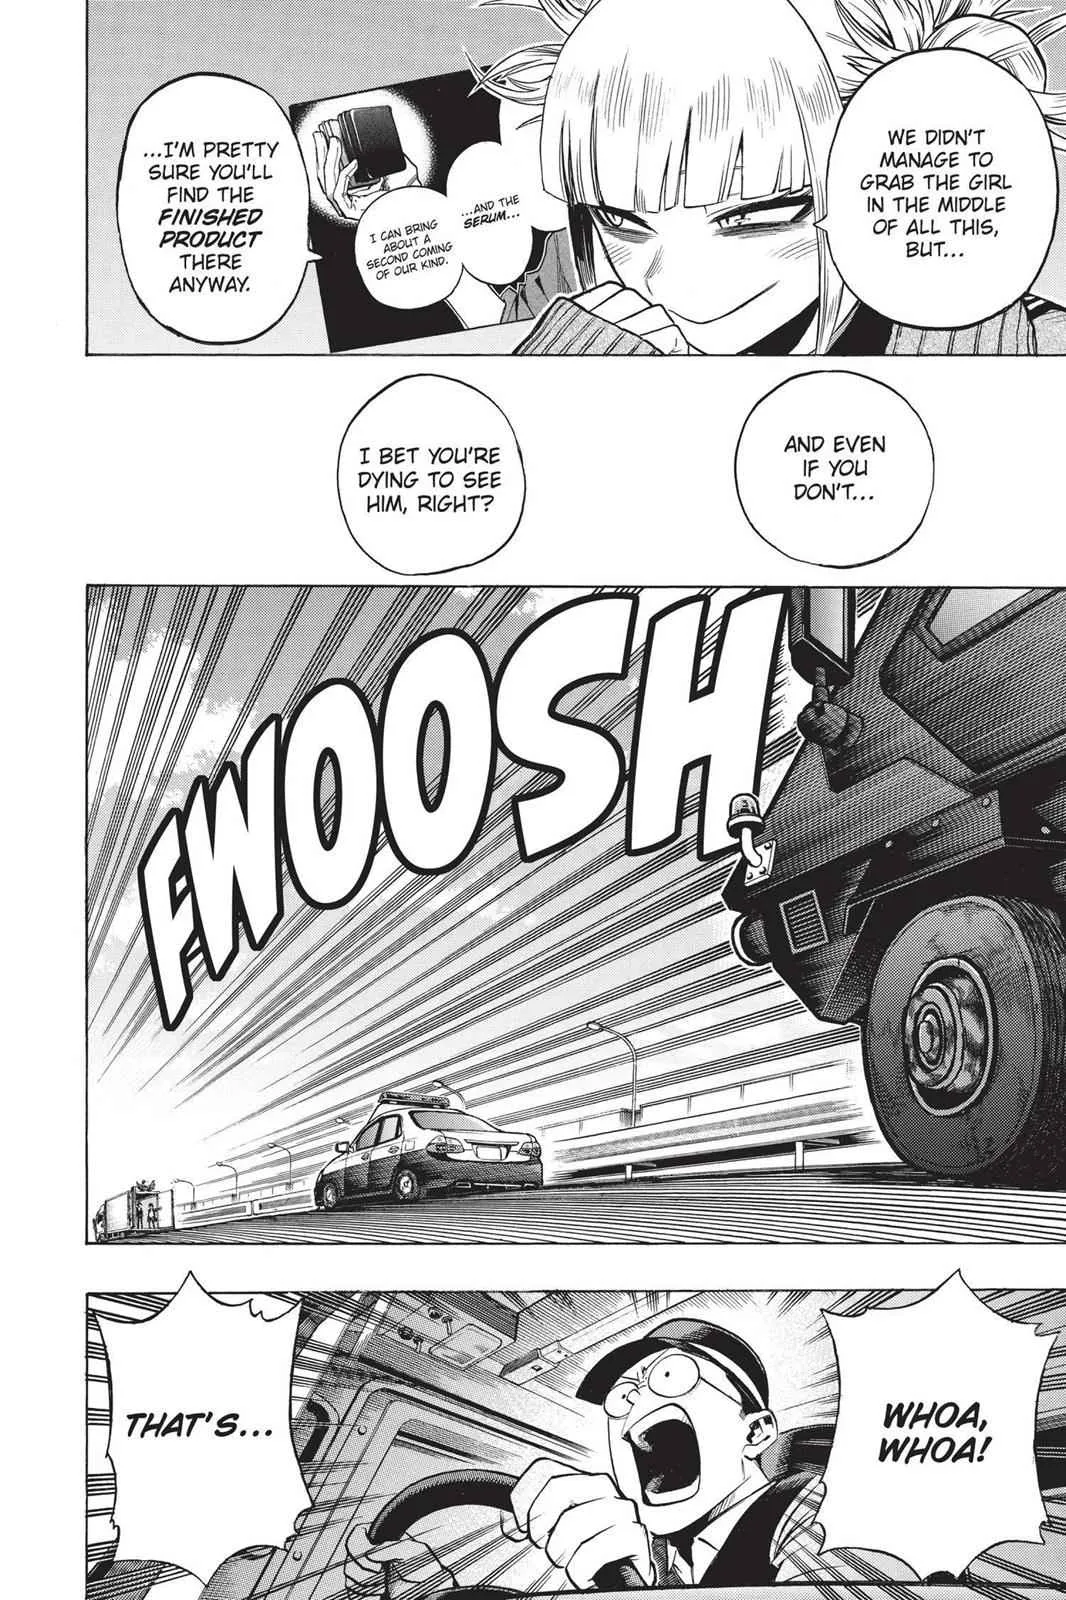 WE DIDN'T
MANAGE TO
GRAB THE GIRL
IN THE MIDDLE
OF ALL THIS,
BUT...
...AND THE
SERUM...
I CAN BRING
ABOUT A
SECOND COMING
OF OUR KIND.
...I'M PRETTY
SURE YOU'LL
FIND THE
FINISHED
PRODUCT
THERE
ANYWAY.
AND EVEN
IF YOU
DON'T...
I BET YOU'RE
DYING TO SEE
HIM, RIGHT?
FWOOSH
WHOA,
WHOA!
THAT'S...